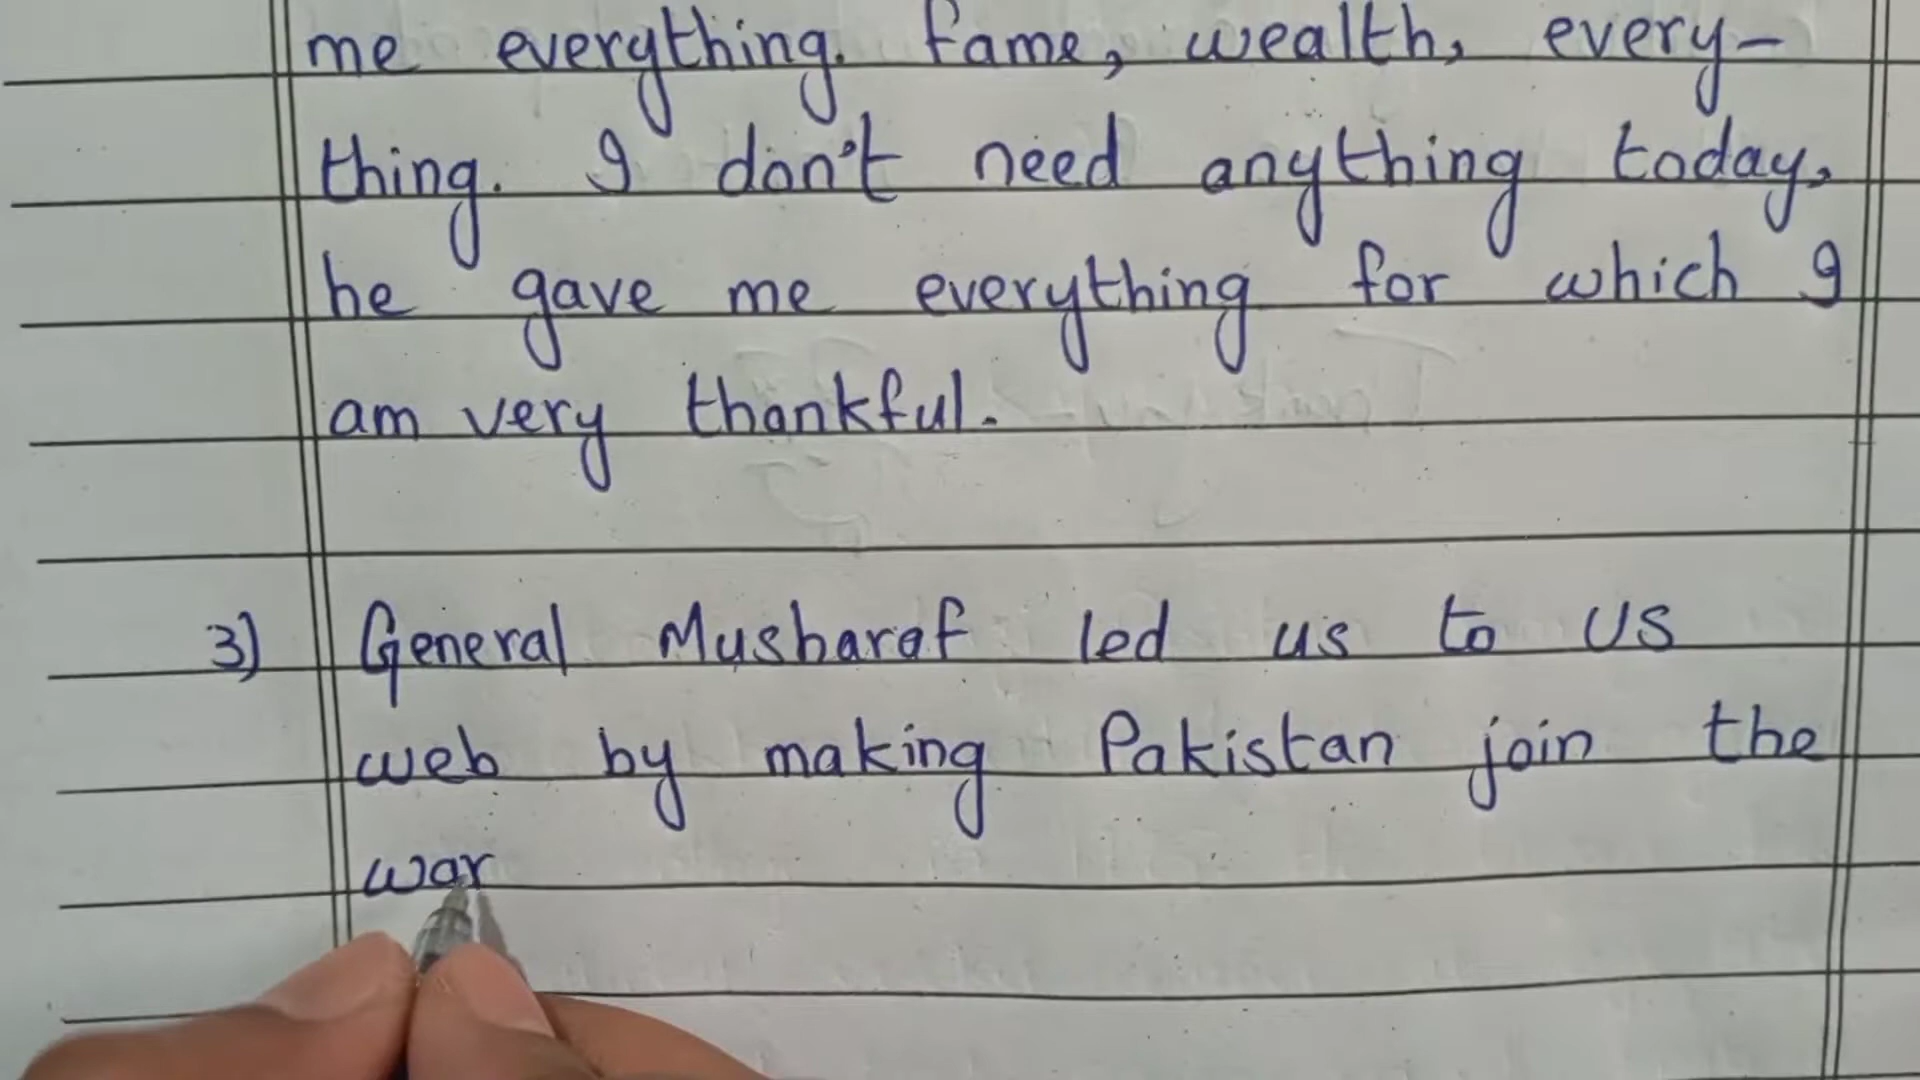 me everything. Fame, wealth, every-
thing. I don't need anything today,
he gave me everything for which I
am very thankful.
3) General Musharaf led us to US
web by making Pakistan join the
war